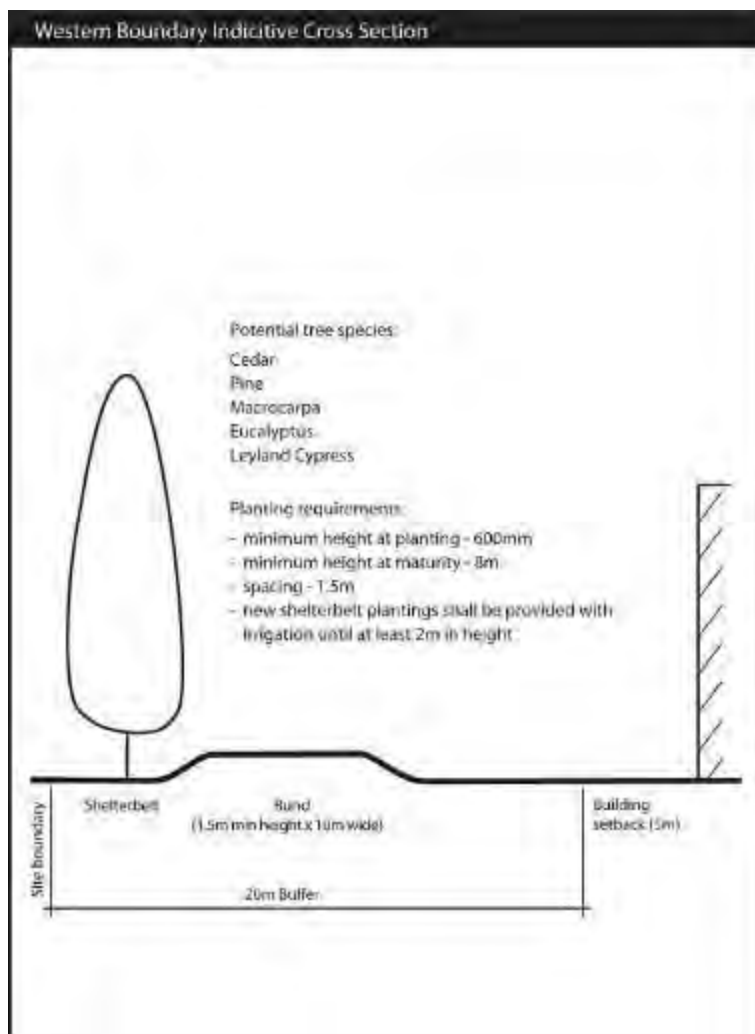 Western Boundary Indicitive Cross Section
Potential tree species:
Cedar
Pine
Macrocarpa
Eucalyptus
Leyland Cypress
Planting requirements:
- minimum height at planting - 600mm
- minimum height at maturity - 8m
- spacing - 1.5m
- new shelterbelt plantings shall be provided with
irrigation until at least 2m in height
Site boundary
Shelterbelt
Bund
(1.5m min height x 10m wide)
Building
setback (5m)
20m Buffer